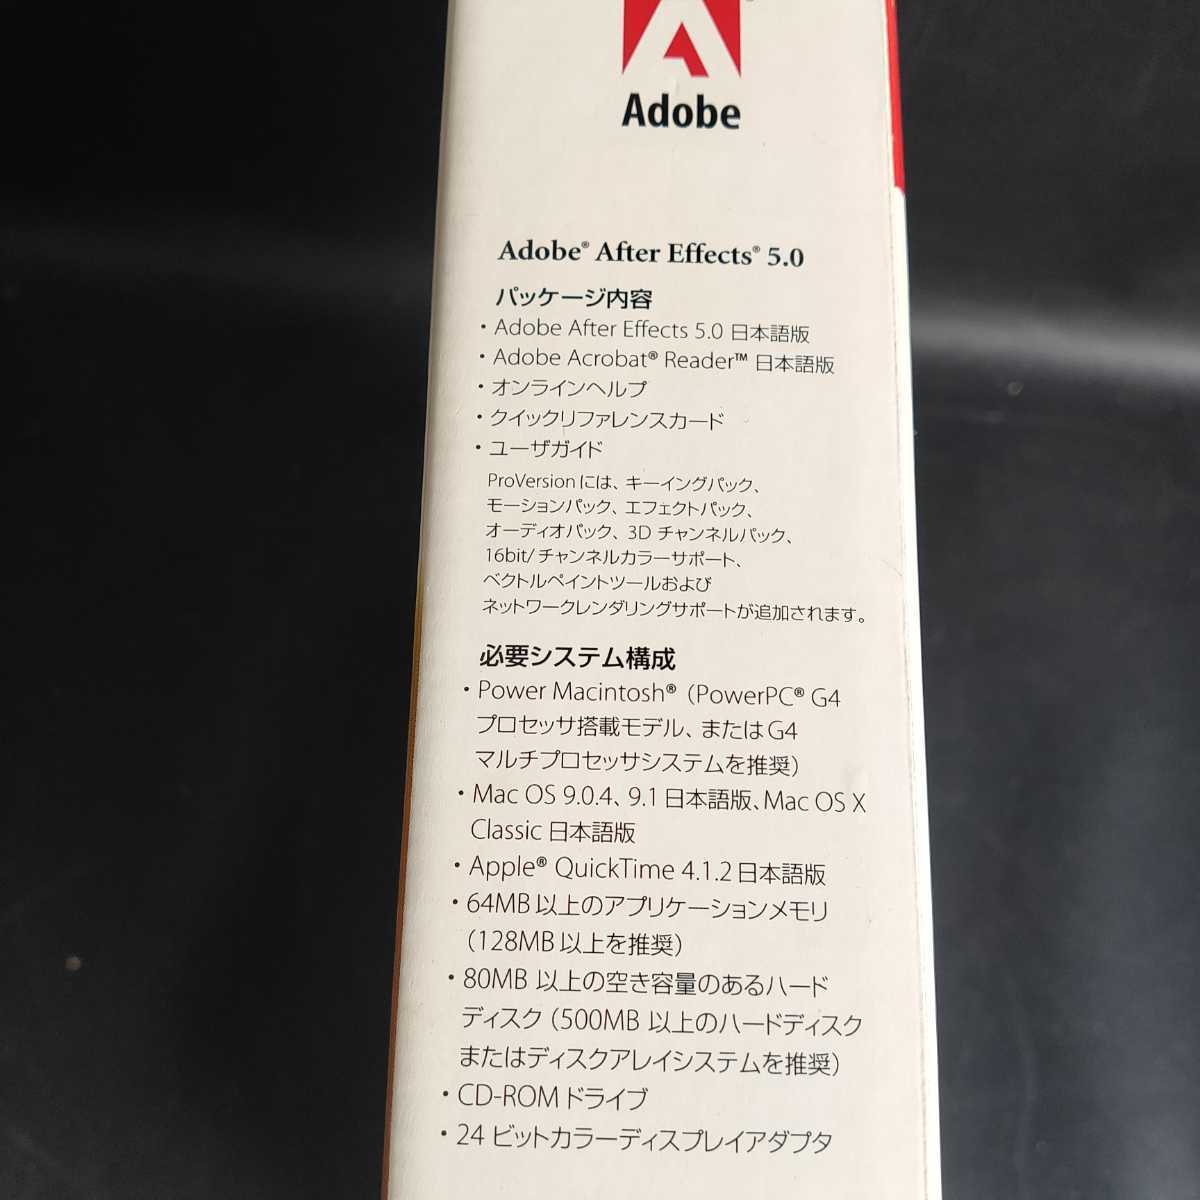 Adobe
Adobe® After Effects® 5.0
パッケージ内容
・Adobe After Effects 5.0 日本語版
・Adobe Acrobat® Reader™ 日本語版
・オンラインヘルプ
・クイックリファレンスカード
・ユーザガイド
ProVersionには、キーイングパック、
モーションパック、エフェクトパック、
オーディオパック、3D チャンネルパック、
16bit/チャンネルカラーサポート、
ベクトルペイントツールおよび
ネットワークレンダリングサポートが追加されます。
必要システム構成
・Power Macintosh®（PowerPC® G4
プロセッサ搭載モデル、またはG4
マルチプロセッサシステムを推奨）
・Mac OS 9.0.4、9.1日本語版、Mac OS X
Classic 日本語版
・Apple® QuickTime 4.1.2日本語版
・64MB以上のアプリケーションメモリ
（128MB以上を推奨）
・80MB 以上の空き容量のあるハード
ディスク（500MB 以上のハードディスク
またはディスクアレイシステムを推奨）
・CD-ROMドライブ
・24 ビットカラーディスプレイアダプタ